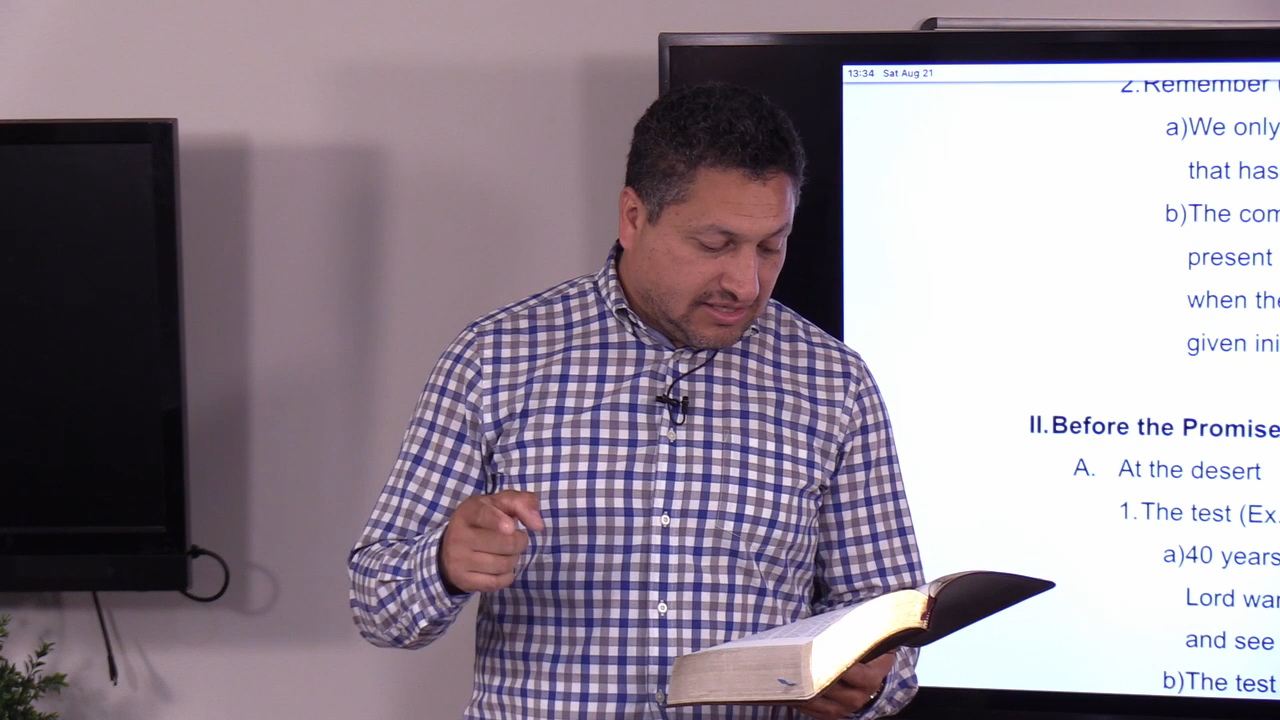 13:34 Sat Aug 21
2. Remember
a) We only
that has
b) The com
present
when the
given ini
II. Before the Promise
A. At the desert
1. The test (Ex.
a) 40 years
Lord wan
and see
b) The test